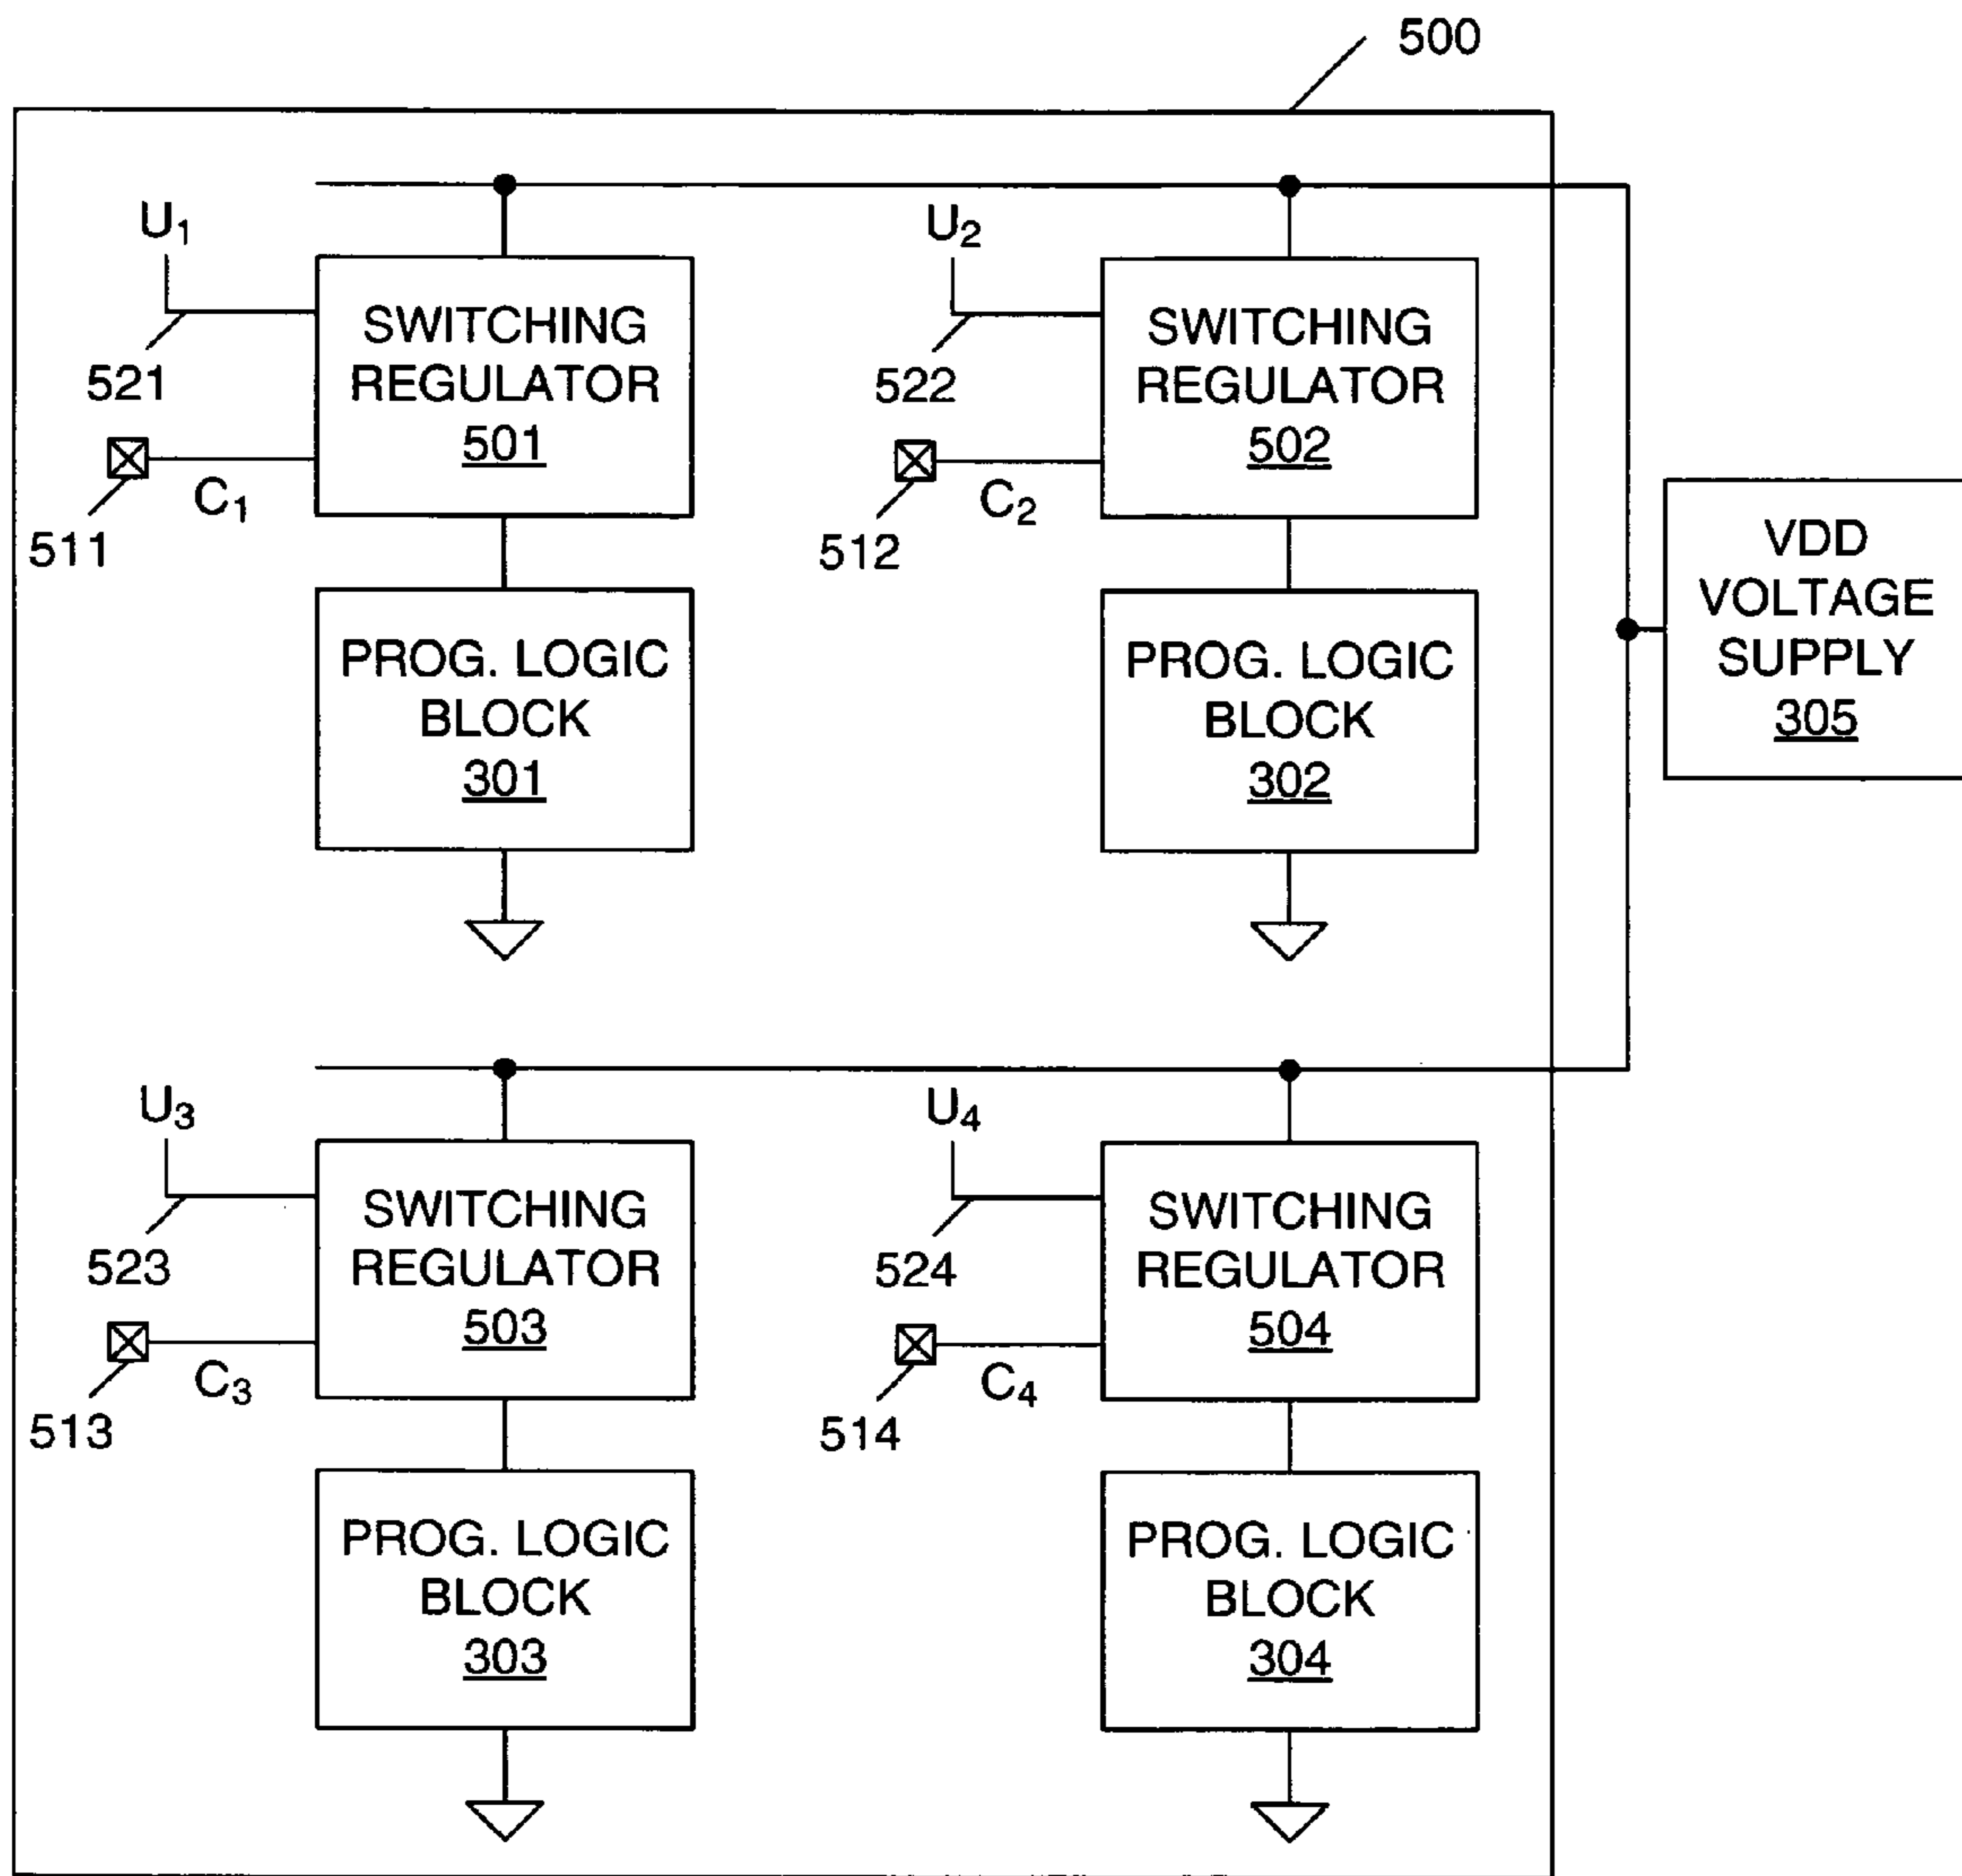 500
U₁
U₂
SWITCHING
REGULATOR
501
SWITCHING
REGULATOR
502
521
522
C₁
C₂
511
512
PROG. LOGIC
BLOCK
301
PROG. LOGIC
BLOCK
302
VDD
VOLTAGE
SUPPLY
305
U₃
U₄
SWITCHING
REGULATOR
503
SWITCHING
REGULATOR
504
523
524
C₃
C₄
513
514
PROG. LOGIC
BLOCK
303
PROG. LOGIC
BLOCK
304